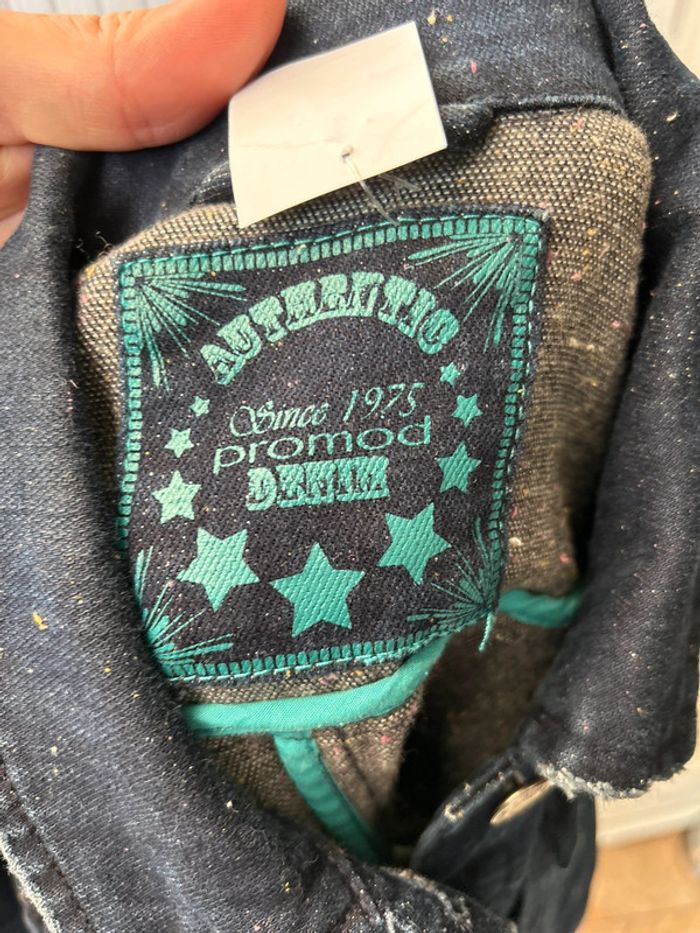 AUTHENTIC
Since 1975
promod
DENIM